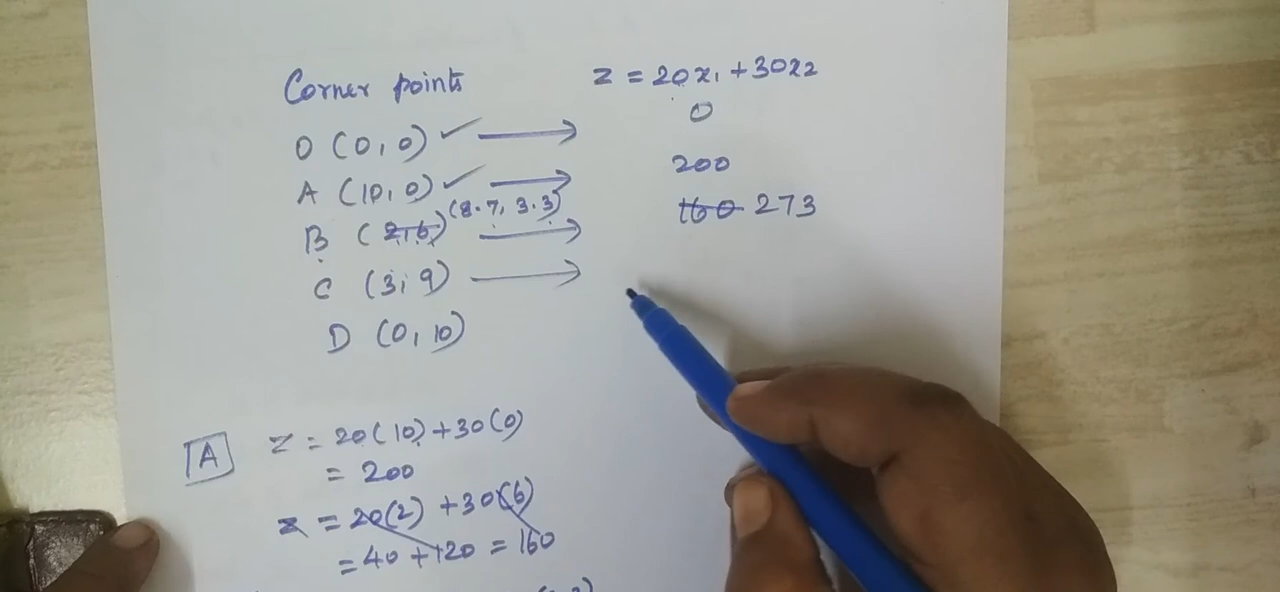 Corner points
Z = 20x₁ + 30x₂
O (0, 0) ✓ →
0
A (10, 0) ✓ →
200
(8.7, 3.3)
B (2, 6) →
160 273
C (3, 9) →
D (0, 10)
A Z = 20(10) + 30(0)
= 200
Z = 20(2) + 30(6)
= 40 + 120 = 160